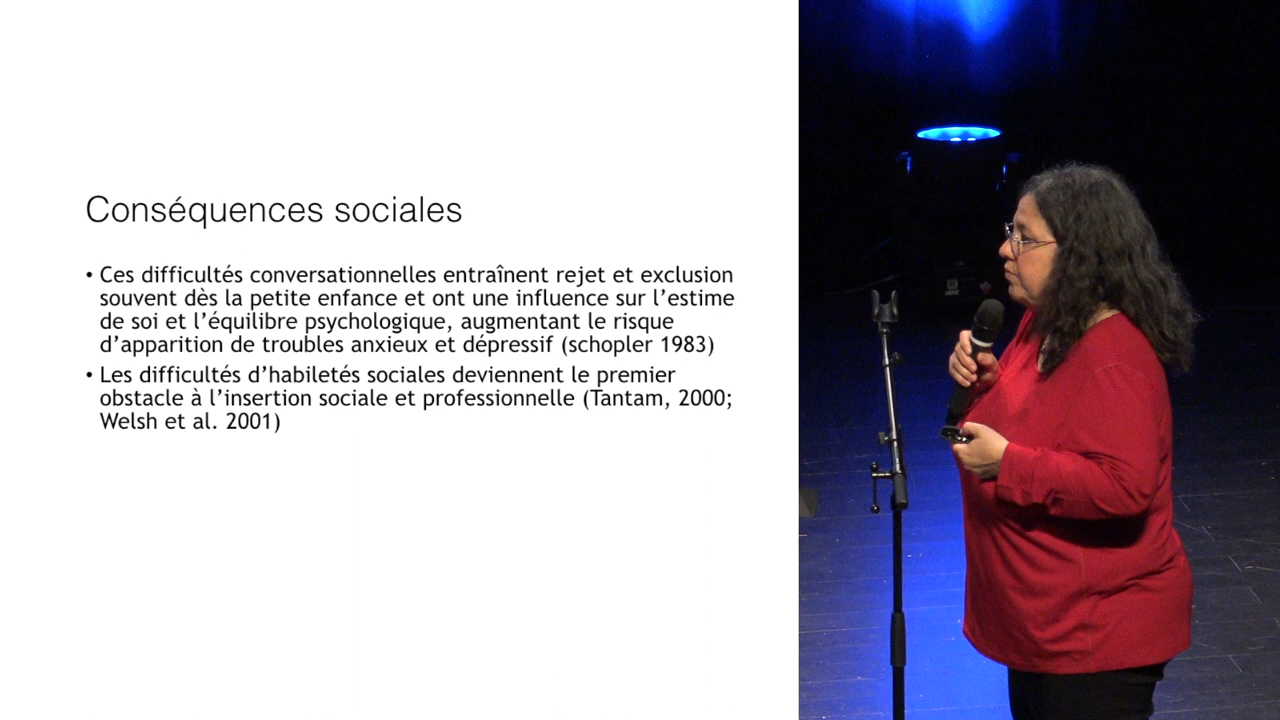 Conséquences sociales
• Ces difficultés conversationnelles entraînent rejet et exclusion
souvent dès la petite enfance et ont une influence sur l'estime
de soi et l'équilibre psychologique, augmentant le risque
d'apparition de troubles anxieux et dépressif (schopler 1983)
• Les difficultés d'habiletés sociales deviennent le premier
obstacle à l'insertion sociale et professionnelle (Tantam, 2000;
Welsh et al. 2001)